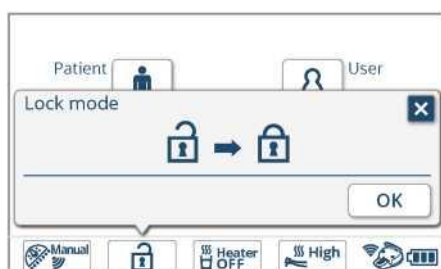 Patient
User
Lock mode
OK
Manual
Heater
OFF
High